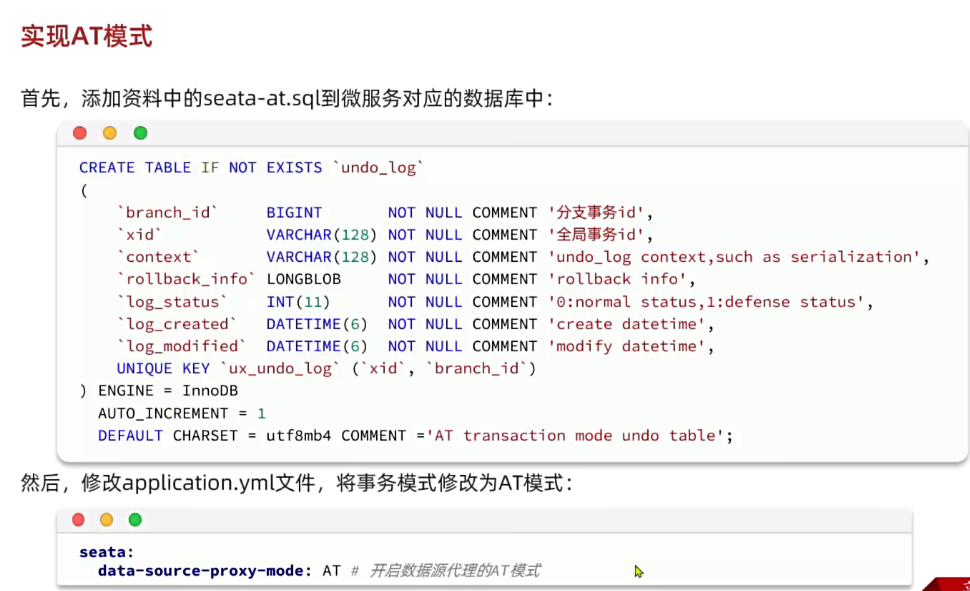 实现AT模式
首先，添加资料中的seata-at.sql到微服务对应的数据库中：
CREATE TABLE IF NOT EXISTS `undo_log`
(
`branch_id` BIGINT NOT NULL COMMENT '分支事务id',
`xid` VARCHAR(128) NOT NULL COMMENT '全局事务id',
`context` VARCHAR(128) NOT NULL COMMENT 'undo_log context,such as serialization',
`rollback_info` LONGBLOB NOT NULL COMMENT 'rollback info',
`log_status` INT(11) NOT NULL COMMENT '0:normal status,1:defense status',
`log_created` DATETIME(6) NOT NULL COMMENT 'create datetime',
`log_modified` DATETIME(6) NOT NULL COMMENT 'modify datetime',
UNIQUE KEY `ux_undo_log` (`xid`, `branch_id`)
) ENGINE = InnoDB
AUTO_INCREMENT = 1
DEFAULT CHARSET = utf8mb4 COMMENT ='AT transaction mode undo table';
然后，修改application.yml文件，将事务模式修改为AT模式：
seata:
data-source-proxy-mode: AT # 开启数据源代理的AT模式